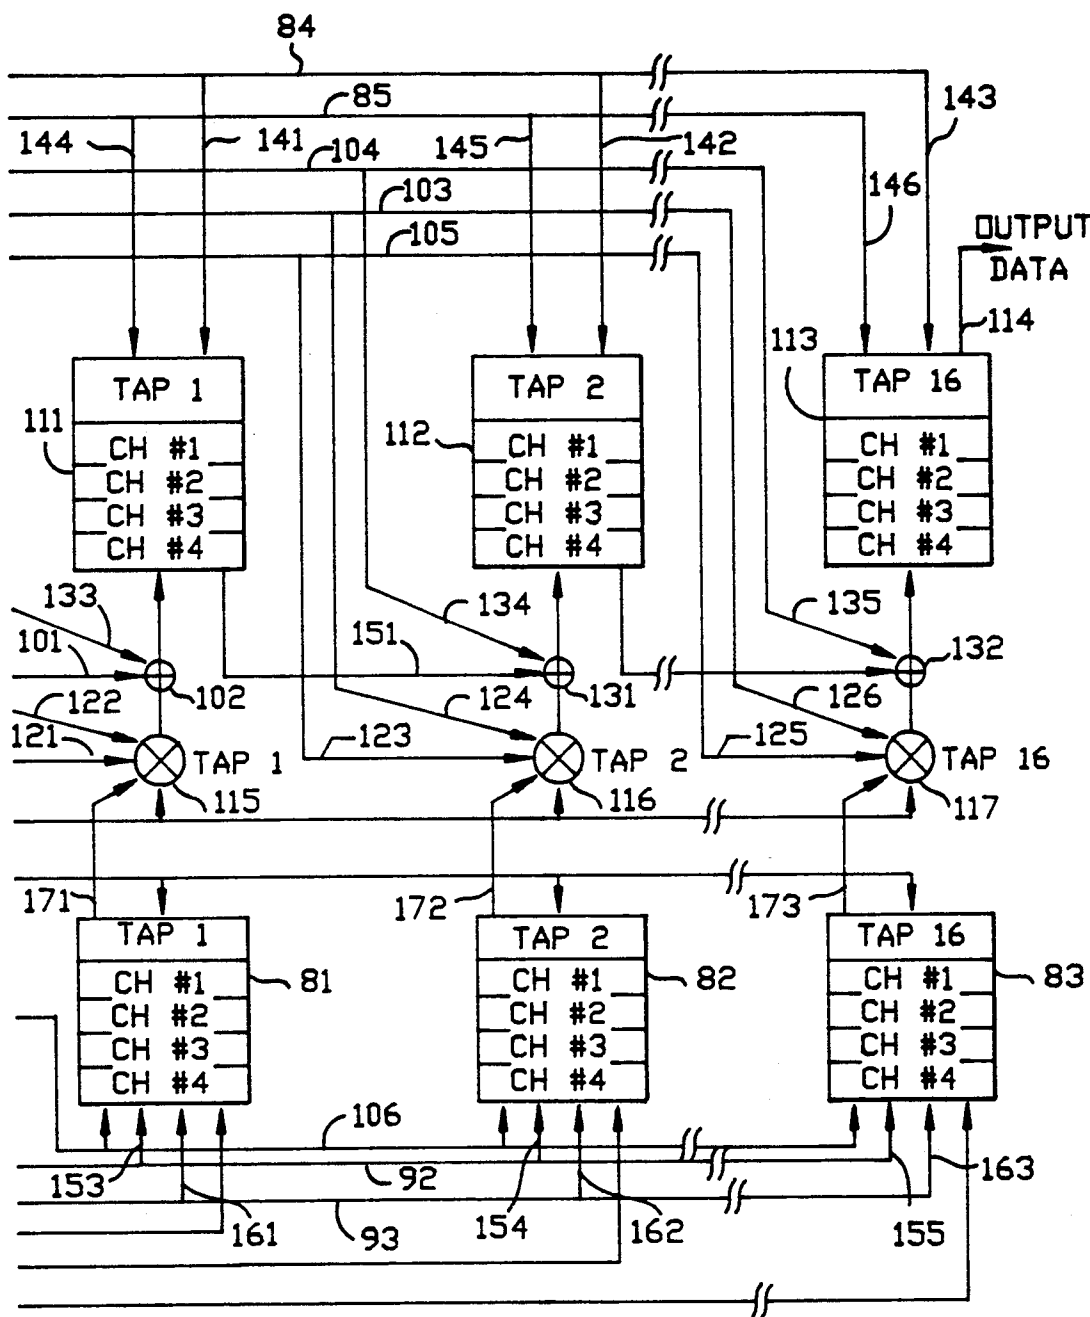 84
85
143
144
141
104
145
142
103
146
105
OUTPUT
DATA
114
113
TAP 1
TAP 2
TAP 16
111
CH #1
CH #2
CH #3
CH #4
112
CH #1
CH #2
CH #3
CH #4
CH #1
CH #2
CH #3
CH #4
133
134
135
101
151
132
102
131
122
124
126
121
123
125
TAP 1
TAP 2
TAP 16
115
116
117
171
172
173
TAP 1
TAP 2
TAP 16
81
82
83
CH #1
CH #2
CH #3
CH #4
CH #1
CH #2
CH #3
CH #4
CH #1
CH #2
CH #3
CH #4
106
153
92
154
163
161
93
162
155